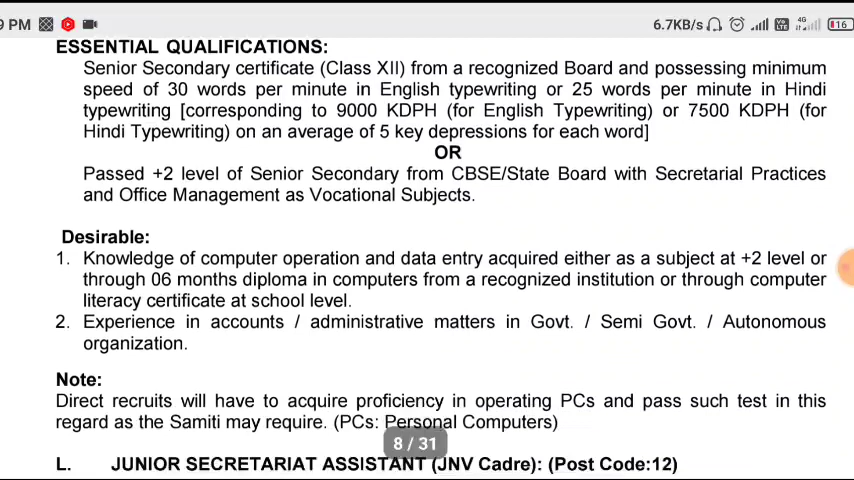 9 PM
6.7KB/s 4G 16
ESSENTIAL QUALIFICATIONS:
Senior Secondary certificate (Class XII) from a recognized Board and possessing minimum
speed of 30 words per minute in English typewriting or 25 words per minute in Hindi
typewriting [corresponding to 9000 KDPH (for English Typewriting) or 7500 KDPH (for
Hindi Typewriting) on an average of 5 key depressions for each word]
OR
Passed +2 level of Senior Secondary from CBSE/State Board with Secretarial Practices
and Office Management as Vocational Subjects.
Desirable:
1. Knowledge of computer operation and data entry acquired either as a subject at +2 level or
through 06 months diploma in computers from a recognized institution or through computer
literacy certificate at school level.
2. Experience in accounts / administrative matters in Govt. / Semi Govt. / Autonomous
organization.
Note:
Direct recruits will have to acquire proficiency in operating PCs and pass such test in this
regard as the Samiti may require. (PCs: Personal Computers)
8 / 31
L. JUNIOR SECRETARIAT ASSISTANT (JNV Cadre): (Post Code:12)